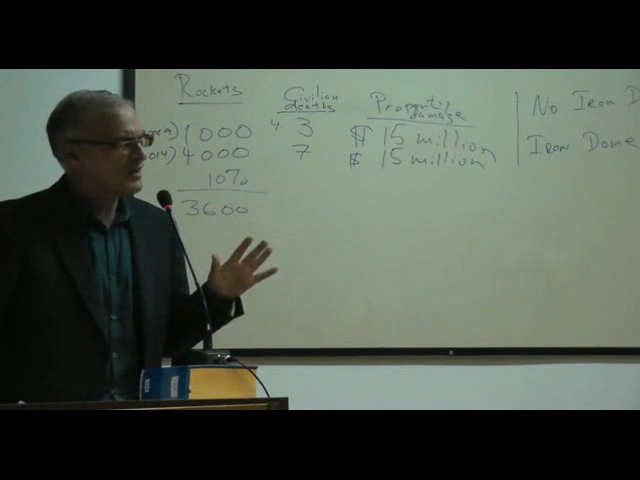 Rockets Civilian deaths Property damage No Iron D
1000 4. 3 $ 15 million
4000 7 $ 15 million Iron Dome
10%
3600